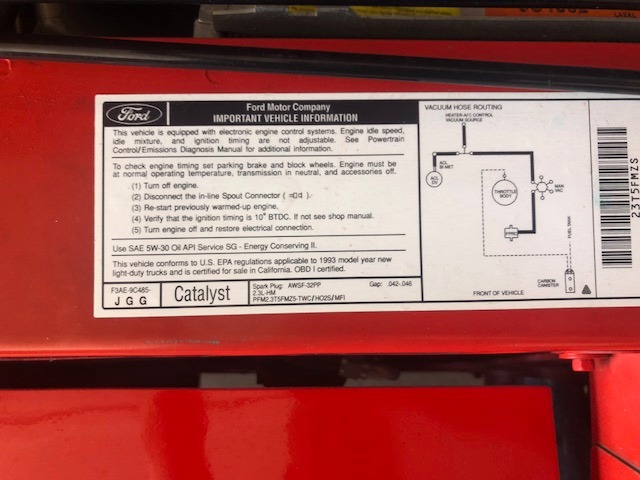 Ford
Ford Motor Company
IMPORTANT VEHICLE INFORMATION
This vehicle is equipped with electronic engine control systems. Engine idle speed,
idle mixture, and ignition timing are not adjustable. See Powertrain
Control/Emissions Diagnosis Manual for additional information.
To check engine timing set parking brake and block wheels. Engine must be
at normal operating temperature, transmission in neutral, and accessories off.
(1) Turn off engine.
(2) Disconnect the in-line Spout Connector
(3) Re-start previously warmed-up engine.
(4) Verify that the ignition timing is 10° BTDC. If not see shop manual.
(5) Turn off engine and restore electrical connection.
Use SAE 5W-30 Oil API Service SG - Energy Conserving II.
This vehicle conforms to U.S. EPA regulations applicable to 1993 model year new
light-duty trucks and is certified for sale in California. OBD I certified.
F3AE-9C485-
JGG
Catalyst
Spark Plug: AWSF-32PP Gap: .042-.046
2.3L-HM
PFM2.3T5FMZ5-TWC/HO2S/MFI
VACUUM HOSE ROUTING
HEATER-A/C CONTROL
VACUUM SOURCE
ACL
BI MET
ACL
DV
THROTTLE
BODY
MAN
VAC
FUEL TANK
CARBON
CANISTER
FRONT OF VEHICLE
23T5FMZS